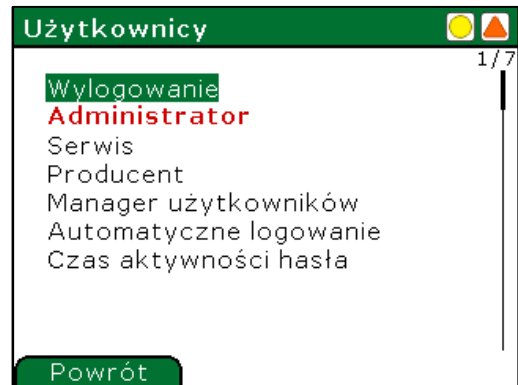 Użytkownicy
1/7
Wylogowanie
Administrator
Serwis
Producent
Manager użytkowników
Automatyczne logowanie
Czas aktywności hasła
Powrót